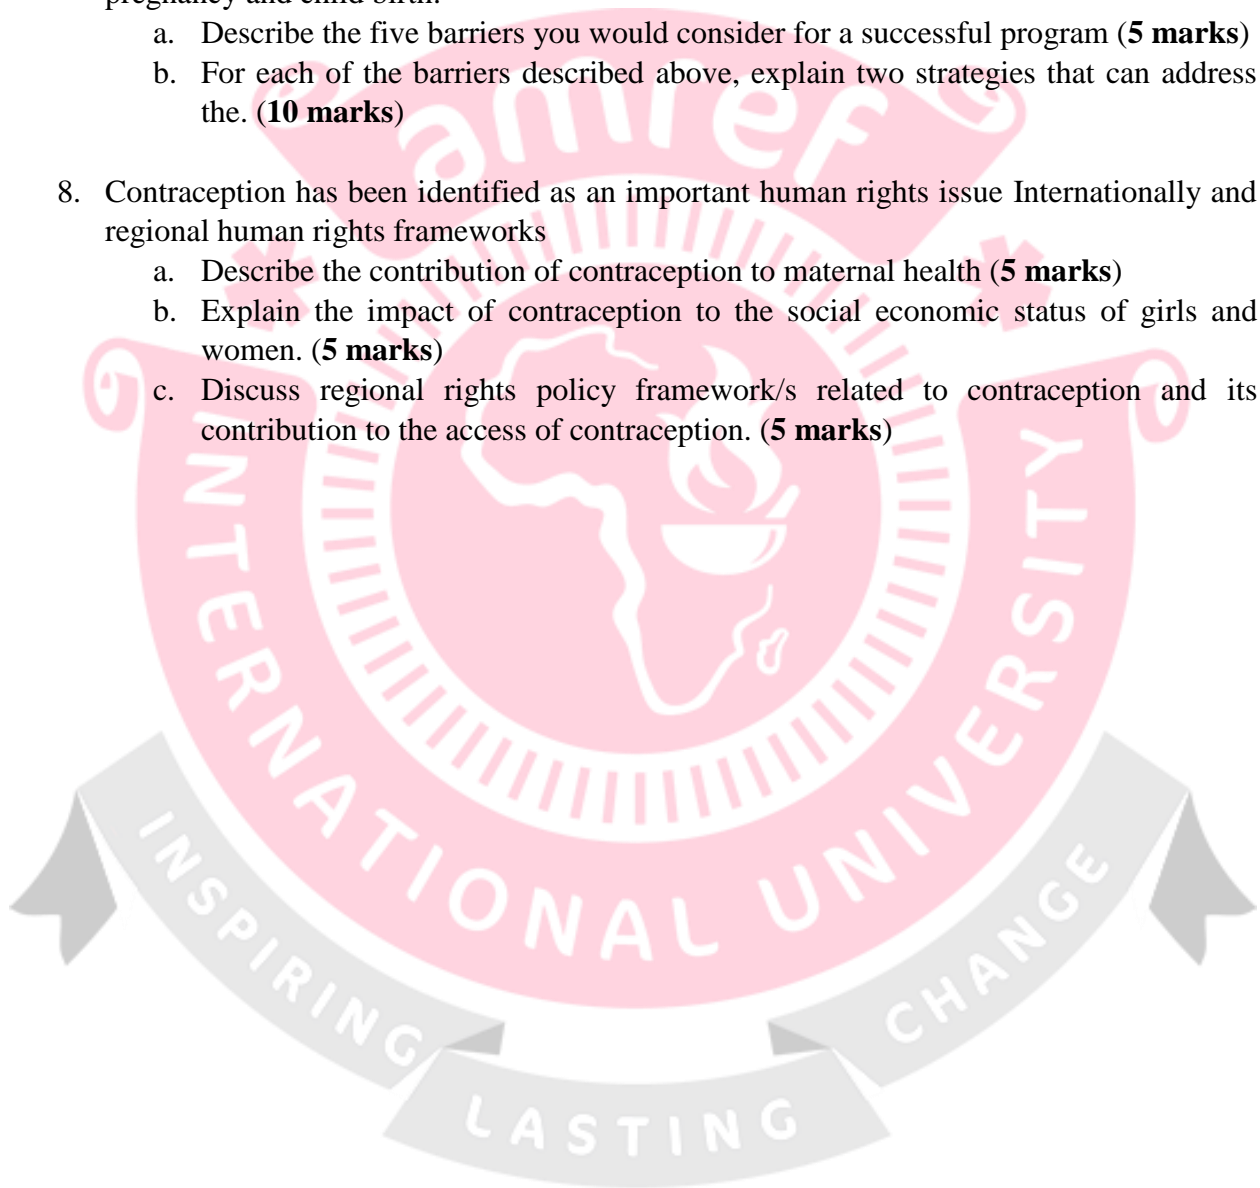 pregnancy and child birth.
a. Describe the five barriers you would consider for a successful program (5 marks)
b. For each of the barriers described above, explain two strategies that can address
the. (10 marks)
8. Contraception has been identified as an important human rights issue Internationally and
regional human rights frameworks
a. Describe the contribution of contraception to maternal health (5 marks)
b. Explain the impact of contraception to the social economic status of girls and
women. (5 marks)
c. Discuss regional rights policy framework/s related to contraception and its
contribution to the access of contraception. (5 marks)
amref
INTERNATIONAL UNIVERSITY
INSPIRING
LASTING
CHANGE